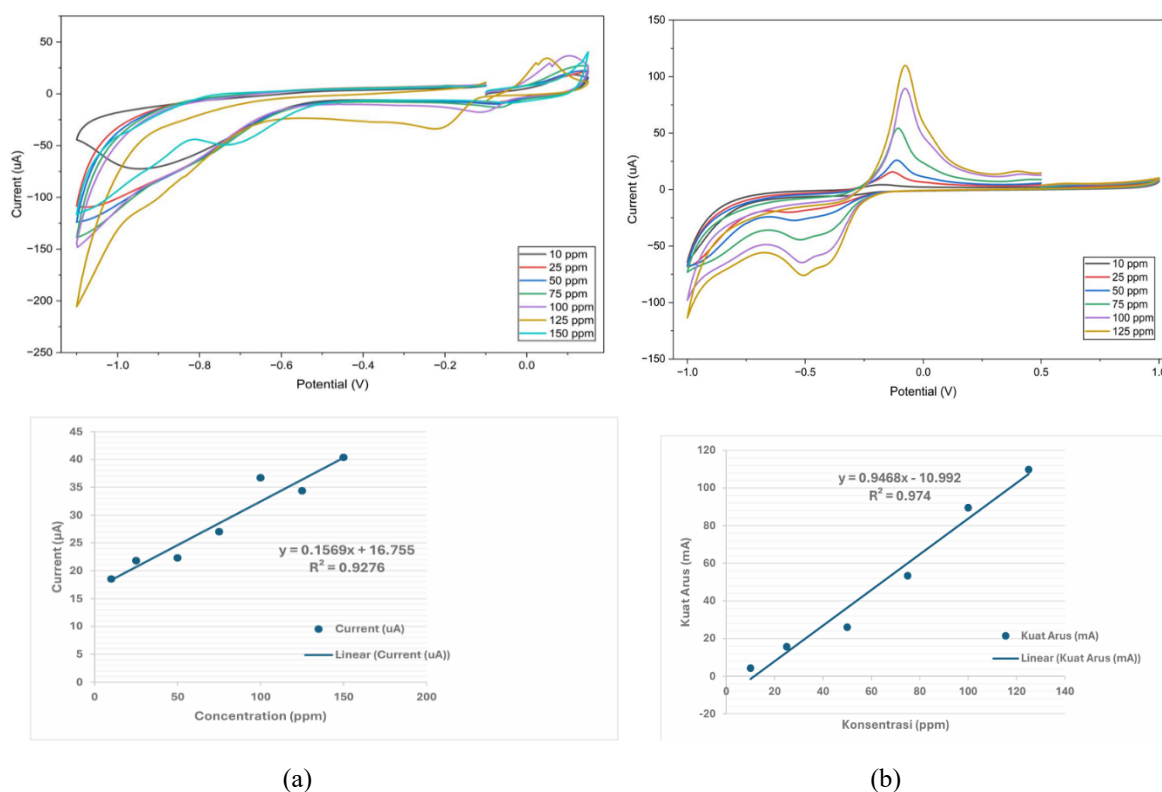 50
0
−50
−100
−150
−200
−250
Current (uA)
−1.0
−0.8
−0.6
−0.4
−0.2
0.0
Potential (V)
10 ppm
25 ppm
50 ppm
75 ppm
100 ppm
125 ppm
150 ppm
150
100
50
0
−50
−100
−150
Current (uA)
−1.0
−0.5
0.0
0.5
1.0
Potential (V)
10 ppm
25 ppm
50 ppm
75 ppm
100 ppm
125 ppm
45
40
35
30
25
20
15
10
5
0
Current (µA)
y = 0.1569x + 16.755
R² = 0.9276
Current (uA)
Linear (Current (uA))
0
50
100
150
200
Concentration (ppm)
120
100
80
60
40
20
0
-20
Kuat Arus (mA)
y = 0.9468x - 10.992
R² = 0.974
Kuat Arus (mA)
Linear (Kuat Arus (mA))
0
20
40
60
80
100
120
140
Konsentrasi (ppm)
(a)
(b)